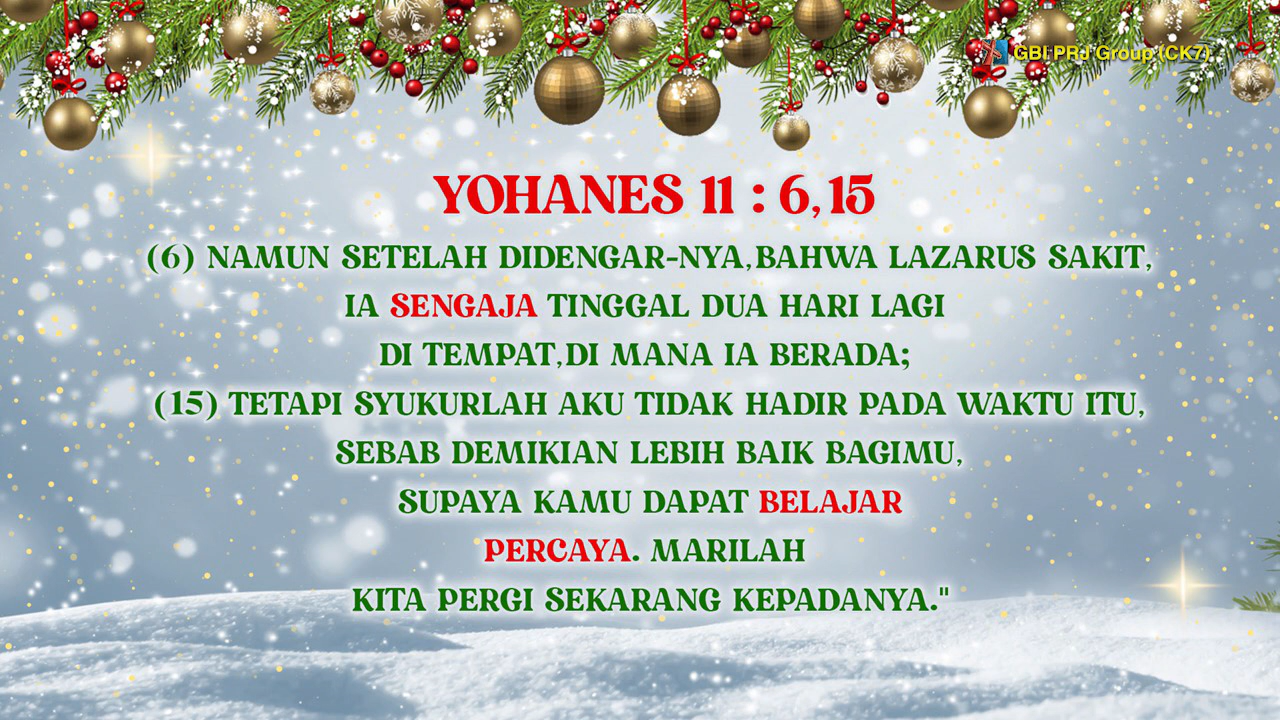 GBI PRJ Group (CK7)
YOHANES 11 : 6,15
(6) NAMUN SETELAH DIDENGAR-NYA,BAHWA LAZARUS SAKIT,
IA SENGAJA TINGGAL DUA HARI LAGI
DI TEMPAT,DI MANA IA BERADA;
(15) TETAPI SYUKURLAH AKU TIDAK HADIR PADA WAKTU ITU,
SEBAB DEMIKIAN LEBIH BAIK BAGIMU,
SUPAYA KAMU DAPAT BELAJAR
PERCAYA. MARILAH
KITA PERGI SEKARANG KEPADANYA."